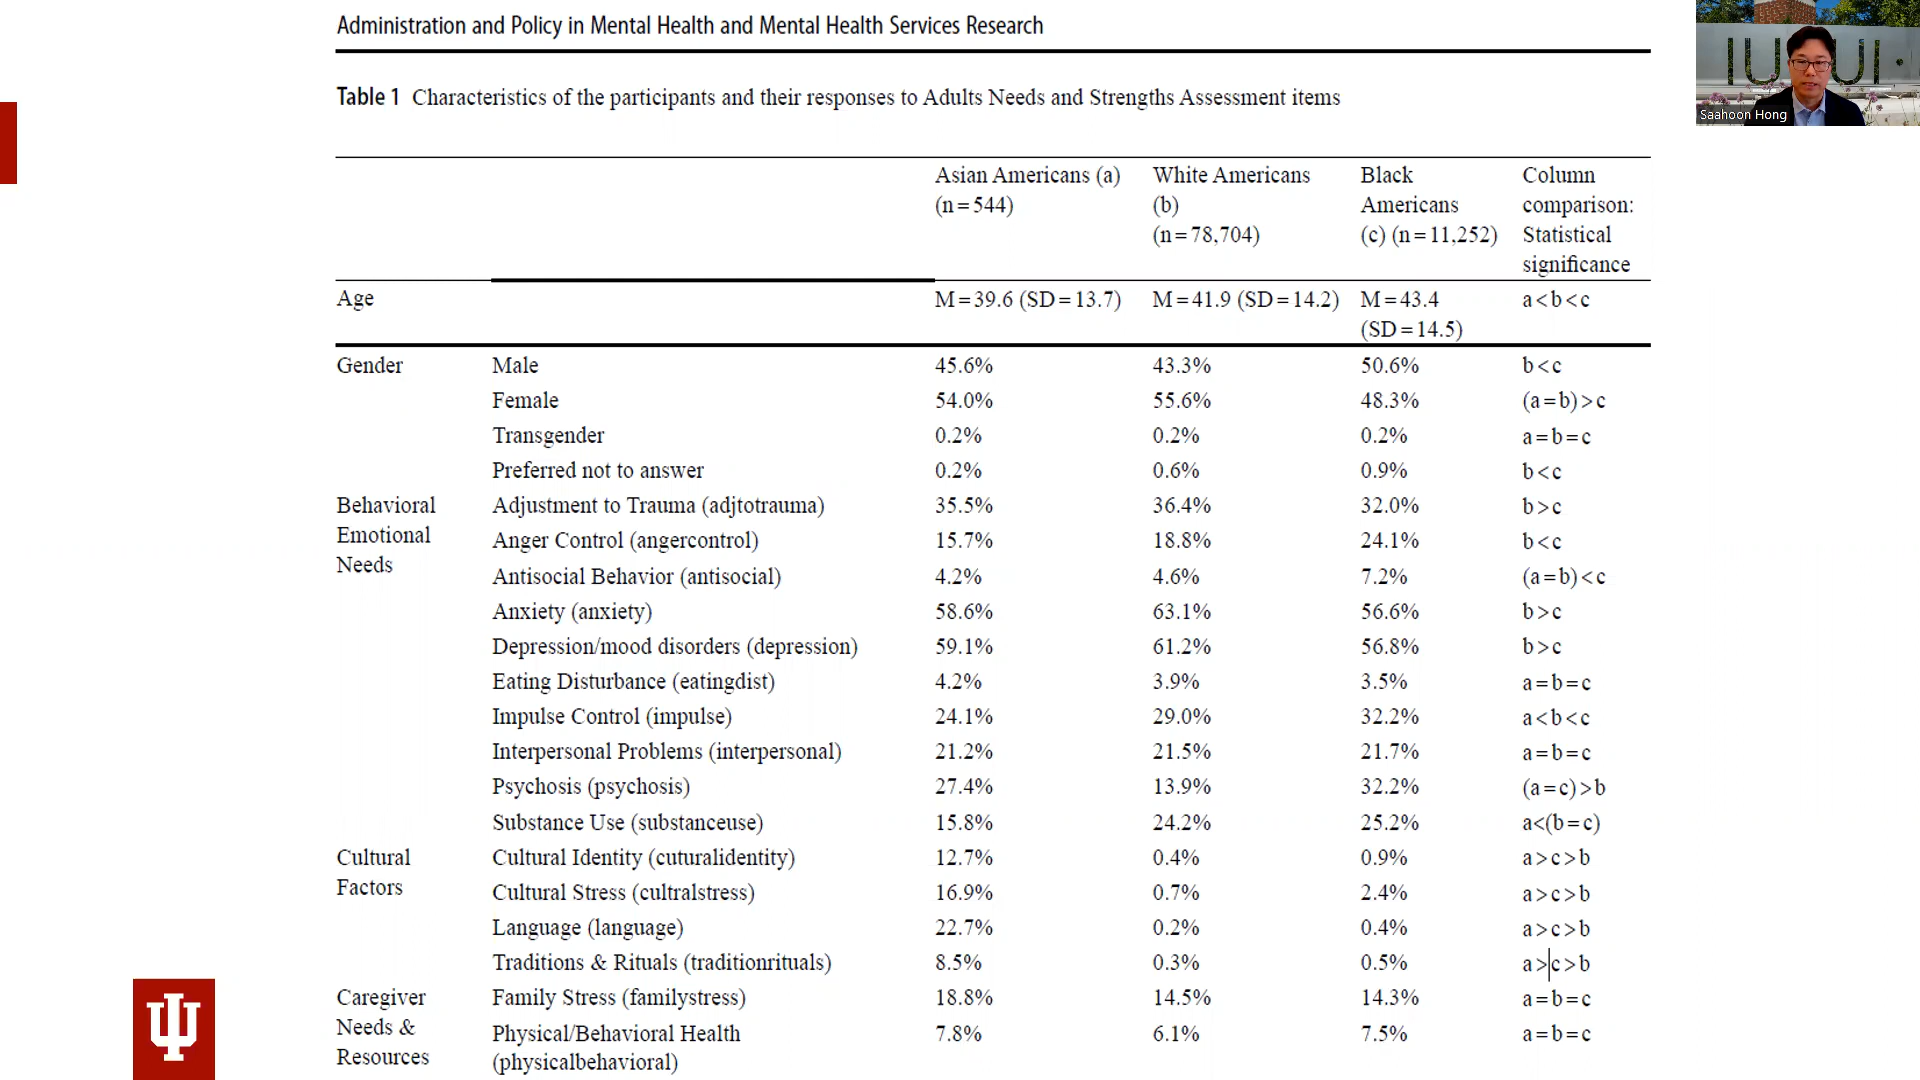 Administration and Policy in Mental Health and Mental Health Services Research
Table 1 Characteristics of the participants and their responses to Adults Needs and Strengths Assessment items
Asian Americans (a) (n = 544) White Americans (b) (n = 78,704) Black Americans (c) (n = 11,252) Column comparison: Statistical significance
Age M = 39.6 (SD = 13.7) M = 41.9 (SD = 14.2) M = 43.4 (SD = 14.5) a < b < c
Gender Male 45.6% 43.3% 50.6% b < c
Female 54.0% 55.6% 48.3% (a = b) > c
Transgender 0.2% 0.2% 0.2% a = b = c
Preferred not to answer 0.2% 0.6% 0.9% b < c
Behavioral Emotional Needs Adjustment to Trauma (adjtotrauma) 35.5% 36.4% 32.0% b > c
Anger Control (angercontrol) 15.7% 18.8% 24.1% b < c
Antisocial Behavior (antisocial) 4.2% 4.6% 7.2% (a = b) < c
Anxiety (anxiety) 58.6% 63.1% 56.6% b > c
Depression/mood disorders (depression) 59.1% 61.2% 56.8% b > c
Eating Disturbance (eatingdist) 4.2% 3.9% 3.5% a = b = c
Impulse Control (impulse) 24.1% 29.0% 32.2% a < b < c
Interpersonal Problems (interpersonal) 21.2% 21.5% 21.7% a = b = c
Psychosis (psychosis) 27.4% 13.9% 32.2% (a = c) > b
Substance Use (substanceuse) 15.8% 24.2% 25.2% a<(b = c)
Cultural Factors Cultural Identity (cuturalidentity) 12.7% 0.4% 0.9% a > c > b
Cultural Stress (cultralstress) 16.9% 0.7% 2.4% a > c > b
Language (language) 22.7% 0.2% 0.4% a > c > b
Traditions & Rituals (traditionrituals) 8.5% 0.3% 0.5% a > c > b
Caregiver Needs & Resources Family Stress (familystress) 18.8% 14.5% 14.3% a = b = c
Physical/Behavioral Health (physicalbehavioral) 7.8% 6.1% 7.5% a = b = c
IUPUI
Saahoon Hong